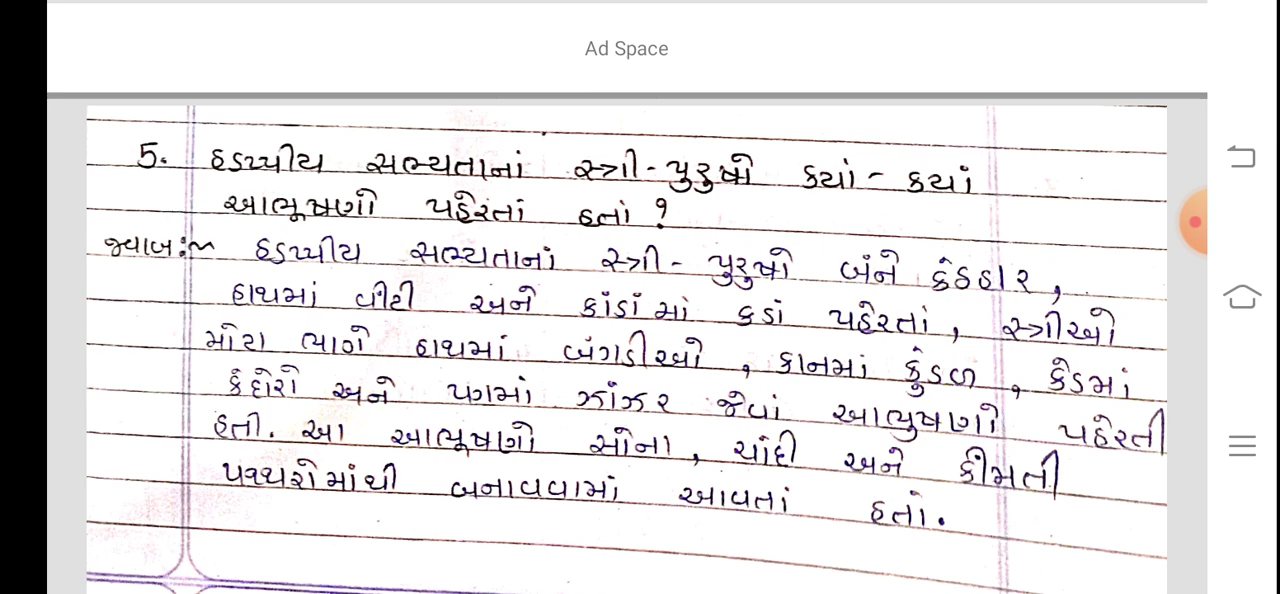 Ad Space
5. હડપ્પીય સભ્યતાનાં સ્ત્રી-પુરુષો કયાં-કયાં
આભૂષણો પહેરતાં હતાં ?
જવાબ:~ હડપ્પીય સભ્યતાનાં સ્ત્રી-પુરુષો બંને કંઠહાર,
હાથમાં વીંટી અને કાંડાંમાં કડાં પહેરતાં, સ્ત્રીઓ
મોટા ભાગે હાથમાં બંગડીઓ, કાનમાં કુંડળ, કેડમાં
કંદોરો અને પગમાં ઝાંઝર જેવાં આભુષણો પહેરતી
હતી. આ આભૂષણો સોના, ચાંદી અને કીંમતી
પથ્થરોમાંથી બનાવવામાં આવતાં હતાં.